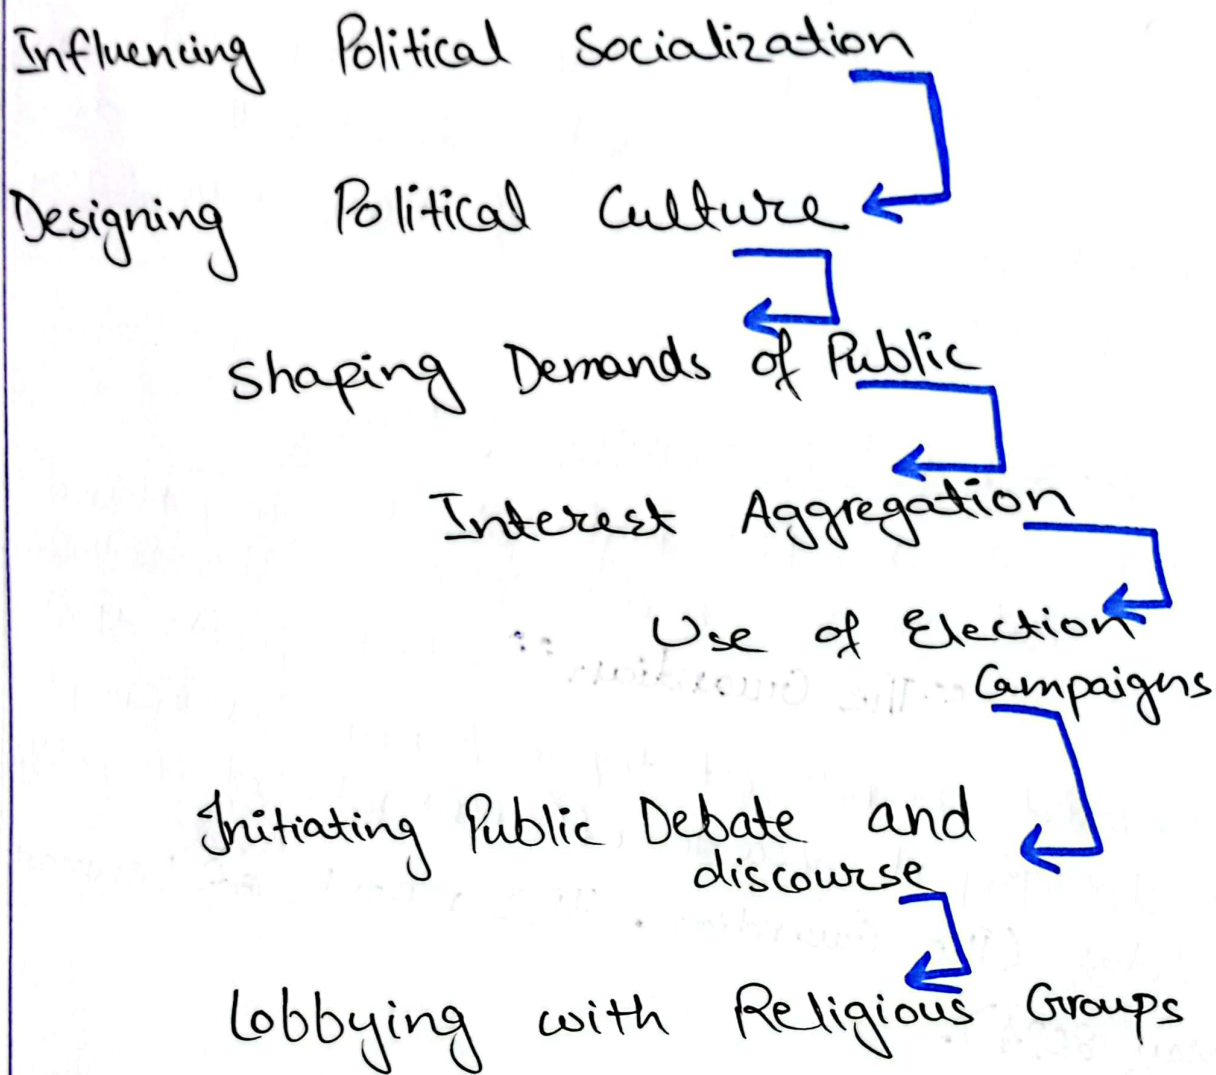 Influencing Political Socialization
Designing Political Culture
Shaping Demands of Public
Interest Aggregation
Use of Election
Campaigns
Initiating Public Debate and
discourse
Lobbying with Religious Groups